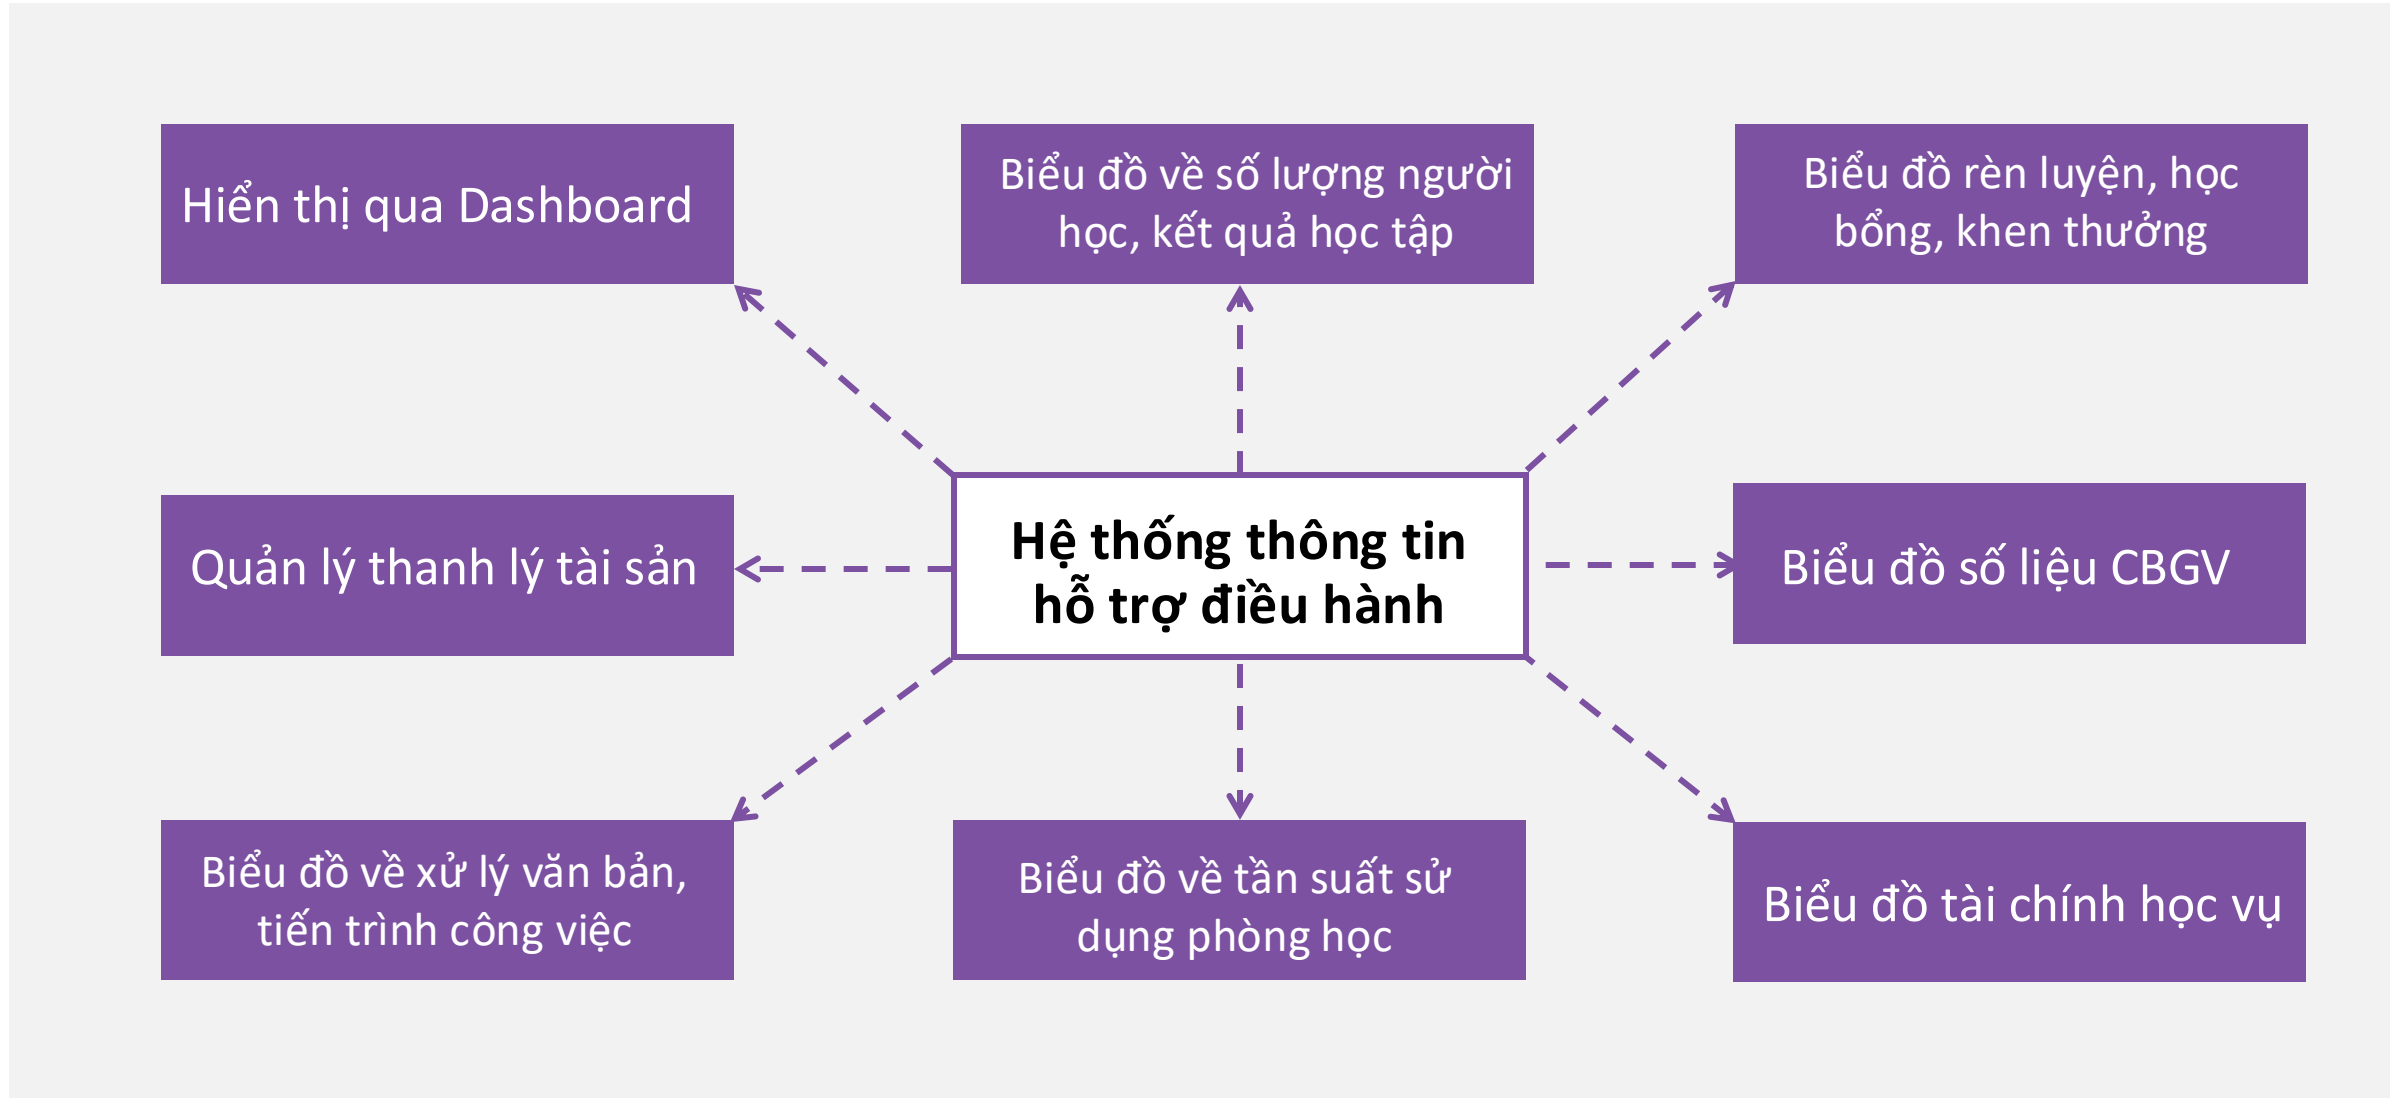 Hiển thị qua Dashboard
Biểu đồ về số lượng người
học, kết quả học tập
Biểu đồ rèn luyện, học
bổng, khen thưởng
Quản lý thanh lý tài sản
Hệ thống thông tin
hỗ trợ điều hành
Biểu đồ số liệu CBGV
Biểu đồ về xử lý văn bản,
tiến trình công việc
Biểu đồ về tần suất sử
dụng phòng học
Biểu đồ tài chính học vụ